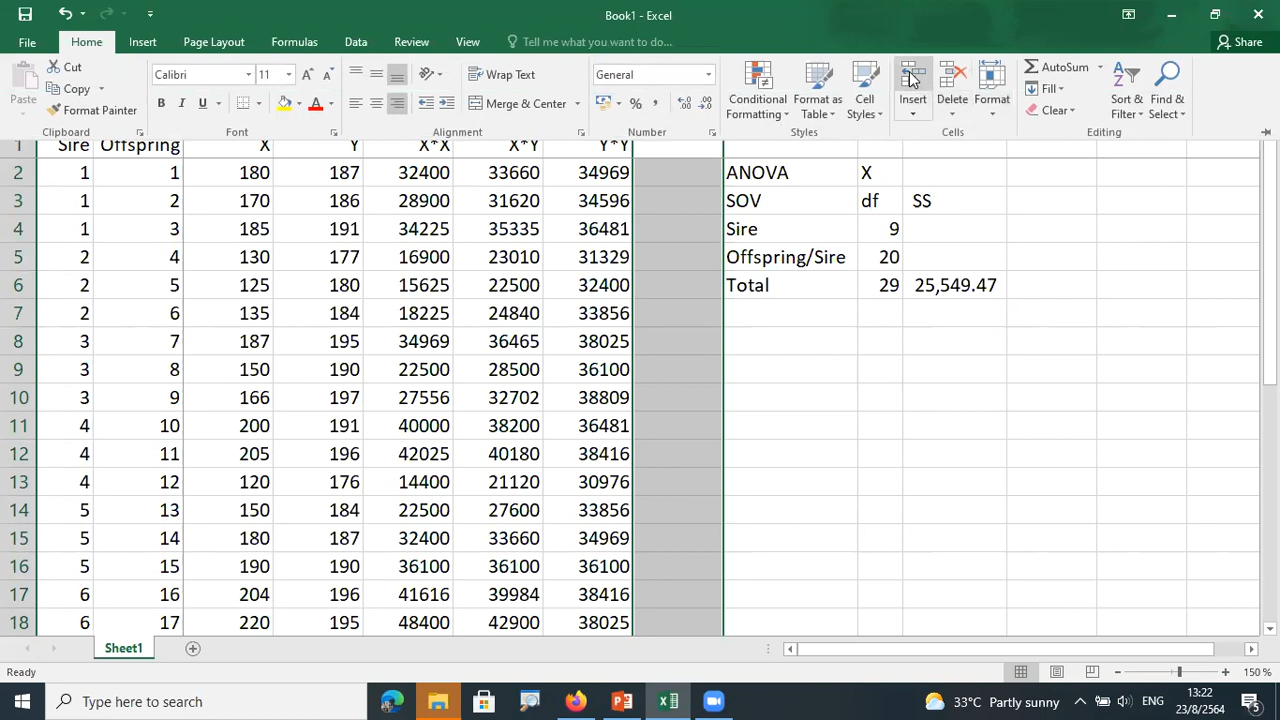 Book1 - Excel
File Home Insert Page Layout Formulas Data Review View Tell me what you want to do... Share
Paste Cut Copy Format Painter
Calibri 11 B I U A
Wrap Text Merge & Center
General % ,
Conditional Formatting Format as Table Cell Styles
Insert Delete Format
AutoSum Fill Clear Sort & Filter Find & Select
Clipboard Font Alignment Number Styles Cells Editing
1 Sire Offspring X Y X*X X*Y Y*Y
2 1 1 180 187 32400 33660 34969 ANOVA X
3 1 2 170 186 28900 31620 34596 SOV df SS
4 1 3 185 191 34225 35335 36481 Sire 9
5 2 4 130 177 16900 23010 31329 Offspring/Sire 20
6 2 5 125 180 15625 22500 32400 Total 29 25,549.47
7 2 6 135 184 18225 24840 33856
8 3 7 187 195 34969 36465 38025
9 3 8 150 190 22500 28500 36100
10 3 9 166 197 27556 32702 38809
11 4 10 200 191 40000 38200 36481
12 4 11 205 196 42025 40180 38416
13 4 12 120 176 14400 21120 30976
14 5 13 150 184 22500 27600 33856
15 5 14 180 187 32400 33660 34969
16 5 15 190 190 36100 36100 36100
17 6 16 204 196 41616 39984 38416
18 6 17 220 195 48400 42900 38025
Sheet1
Ready 150 %
Type here to search 33°C Partly sunny ENG 13:22
23/8/2564 5